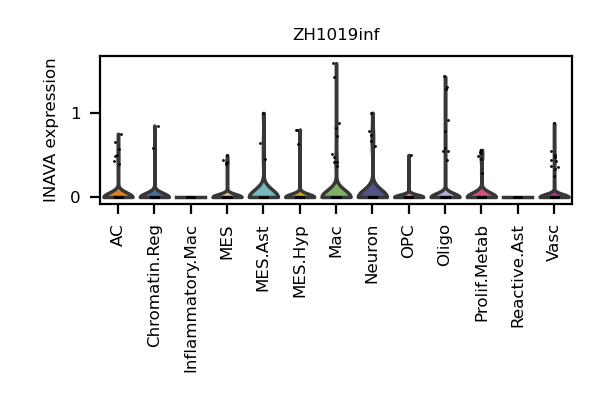 ZH1019inf
INAVA expression
1
0
AC
Chromatin.Reg
Inflammatory.Mac
MES
MES.Ast
MES.Hyp
Mac
Neuron
OPC
Oligo
Prolif.Metab
Reactive.Ast
Vasc